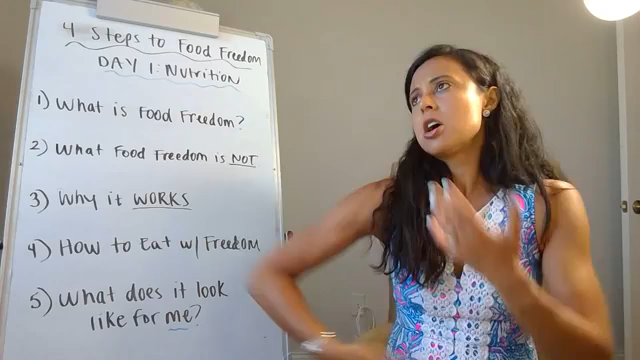 4 Steps to Food Freedom
DAY 1: Nutrition
1) What is Food Freedom?
2) What Food Freedom is NOT
3) Why it WORKS
4) How to Eat w/ Freedom
5) What does it look
like for me?